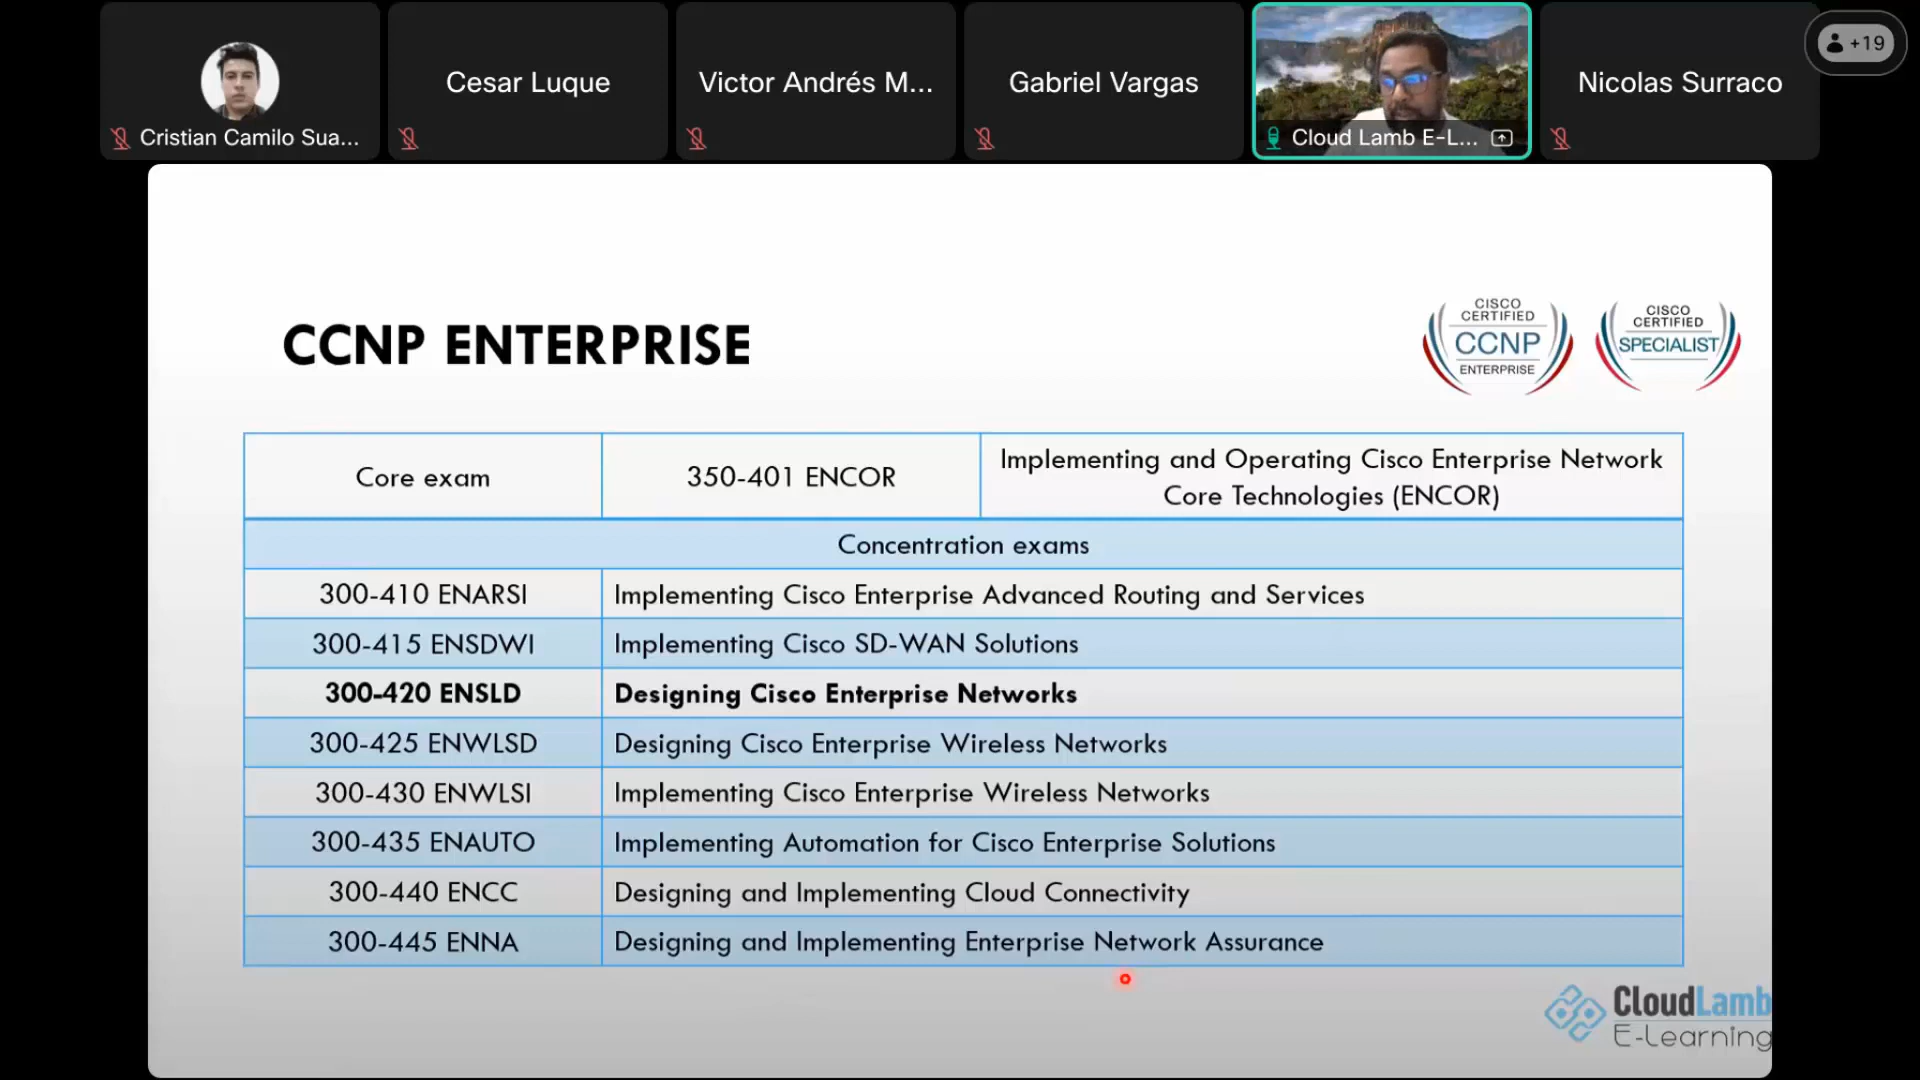 Cristian Camilo Sua...
Cesar Luque
Victor Andrés M...
Gabriel Vargas
Cloud Lamb E-L...
Nicolas Surraco
+19
CCNP ENTERPRISE
CISCO
CERTIFIED
CCNP
ENTERPRISE
CISCO
CERTIFIED
SPECIALIST
Core exam
350-401 ENCOR
Implementing and Operating Cisco Enterprise Network
Core Technologies (ENCOR)
Concentration exams
300-410 ENARSI
Implementing Cisco Enterprise Advanced Routing and Services
300-415 ENSDWI
Implementing Cisco SD-WAN Solutions
300-420 ENSLD
Designing Cisco Enterprise Networks
300-425 ENWLSD
Designing Cisco Enterprise Wireless Networks
300-430 ENWLSI
Implementing Cisco Enterprise Wireless Networks
300-435 ENAUTO
Implementing Automation for Cisco Enterprise Solutions
300-440 ENCC
Designing and Implementing Cloud Connectivity
300-445 ENNA
Designing and Implementing Enterprise Network Assurance
CloudLamb
E-Learning